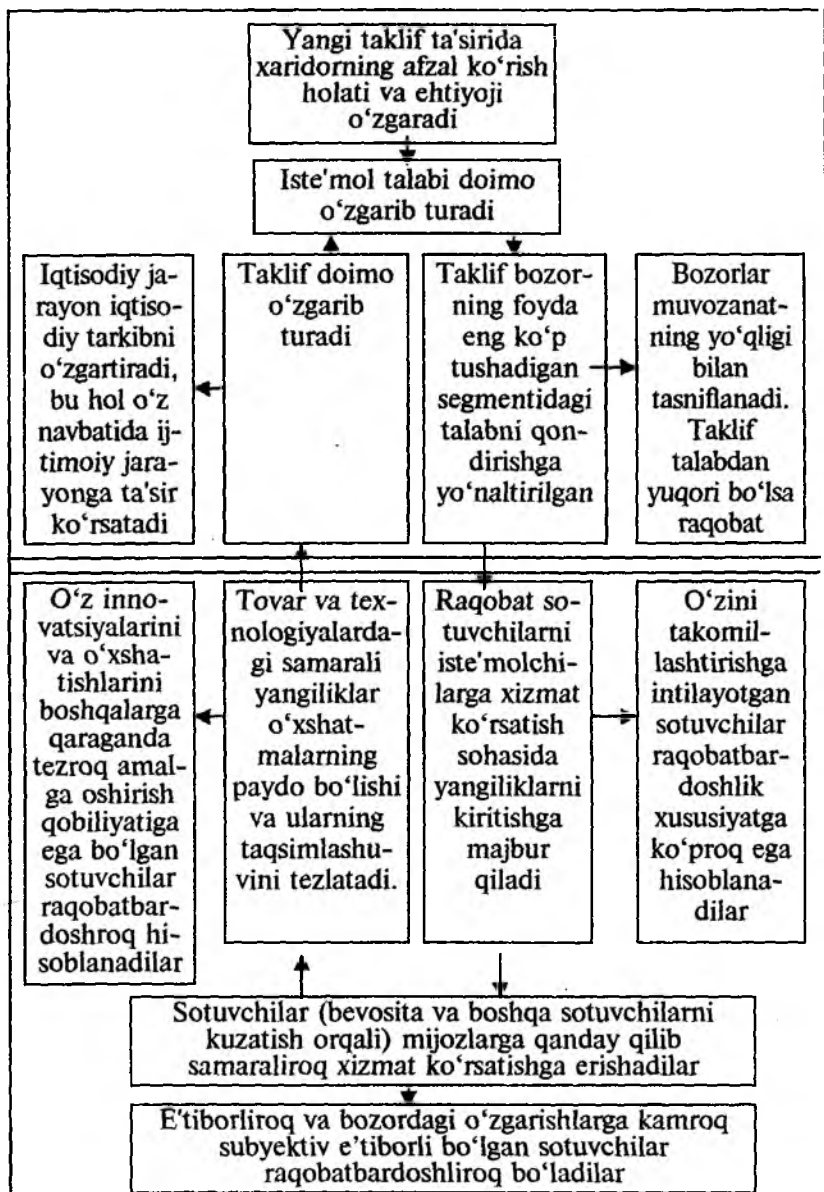 Yangi taklif ta'sirida
xaridorning afzal ko‘rish
holati va ehtiyoji
o‘zgaradi
Iste'mol talabi doimo
o‘zgarib turadi
Iqtisodiy ja-
rayon iqtiso-
diy tarkibni
o‘zgartiradi,
bu hol o‘z
navbatida ij-
timoiy jara-
yonga ta'sir
ko‘rsatadi
Taklif doimo
o‘zgarib
turadi
Taklif bozor-
ning foyda
eng ko‘p
tushadigan
segmentidagi
talabni qon-
dirishga
yo‘naltirilgan
Bozorlar
muvozanat-
ning yo‘qligi
bilan
tasniflanadi.
Taklif
talabdan
yuqori bo‘lsa
raqobat
O‘z inno-
vatsiyalarini
va o‘xsha-
tishlarini
boshqalarga
qaraganda
tezroq amal-
ga oshirish
qobiliyatiga
ega bo‘lgan
sotuvchilar
raqobatbar-
doshroq hi-
soblanadilar
Tovar va tex-
nologiyalarda-
gi samarali
yangiliklar
o‘xshat-
malarning
paydo bo‘lishi
va ularning
taqsimlashu-
vini tezlatadi.
Raqobat so-
tuvchilarni
iste'molchi-
larga xizmat
ko‘rsatish
sohasida
yangiliklarni
kiritishga
majbur
qiladi
O‘zini
takomil-
lashtirishga
intilayotgan
sotuvchilar
raqobatbar-
doshlik
xususiyatga
ko‘proq ega
hisoblana-
dilar
Sotuvchilar (bevosita va boshqa sotuvchilarni
kuzatish orqali) mijozlarga qanday qilib
samaraliroq xizmat ko‘rsatishga erishadilar
E'tiborliroq va bozordagi o‘zgarishlarga kamroq
subyektiv e’tiborli bo‘lgan sotuvchilar
raqobatbardoshliroq bo‘ladilar